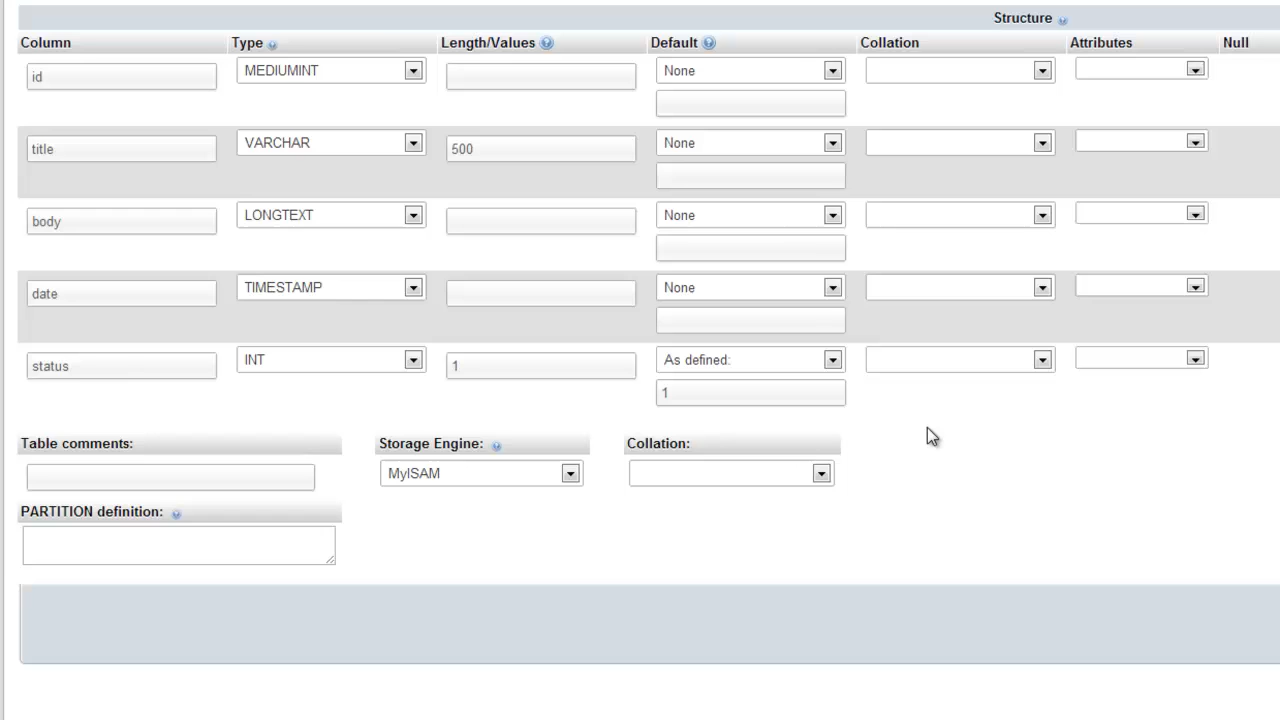 Structure
Column Type Length/Values Default Collation Attributes Null
id MEDIUMINT None
title VARCHAR 500 None
body LONGTEXT None
date TIMESTAMP None
status INT 1 As defined:
1
Table comments: Storage Engine: Collation:
MyISAM
PARTITION definition: